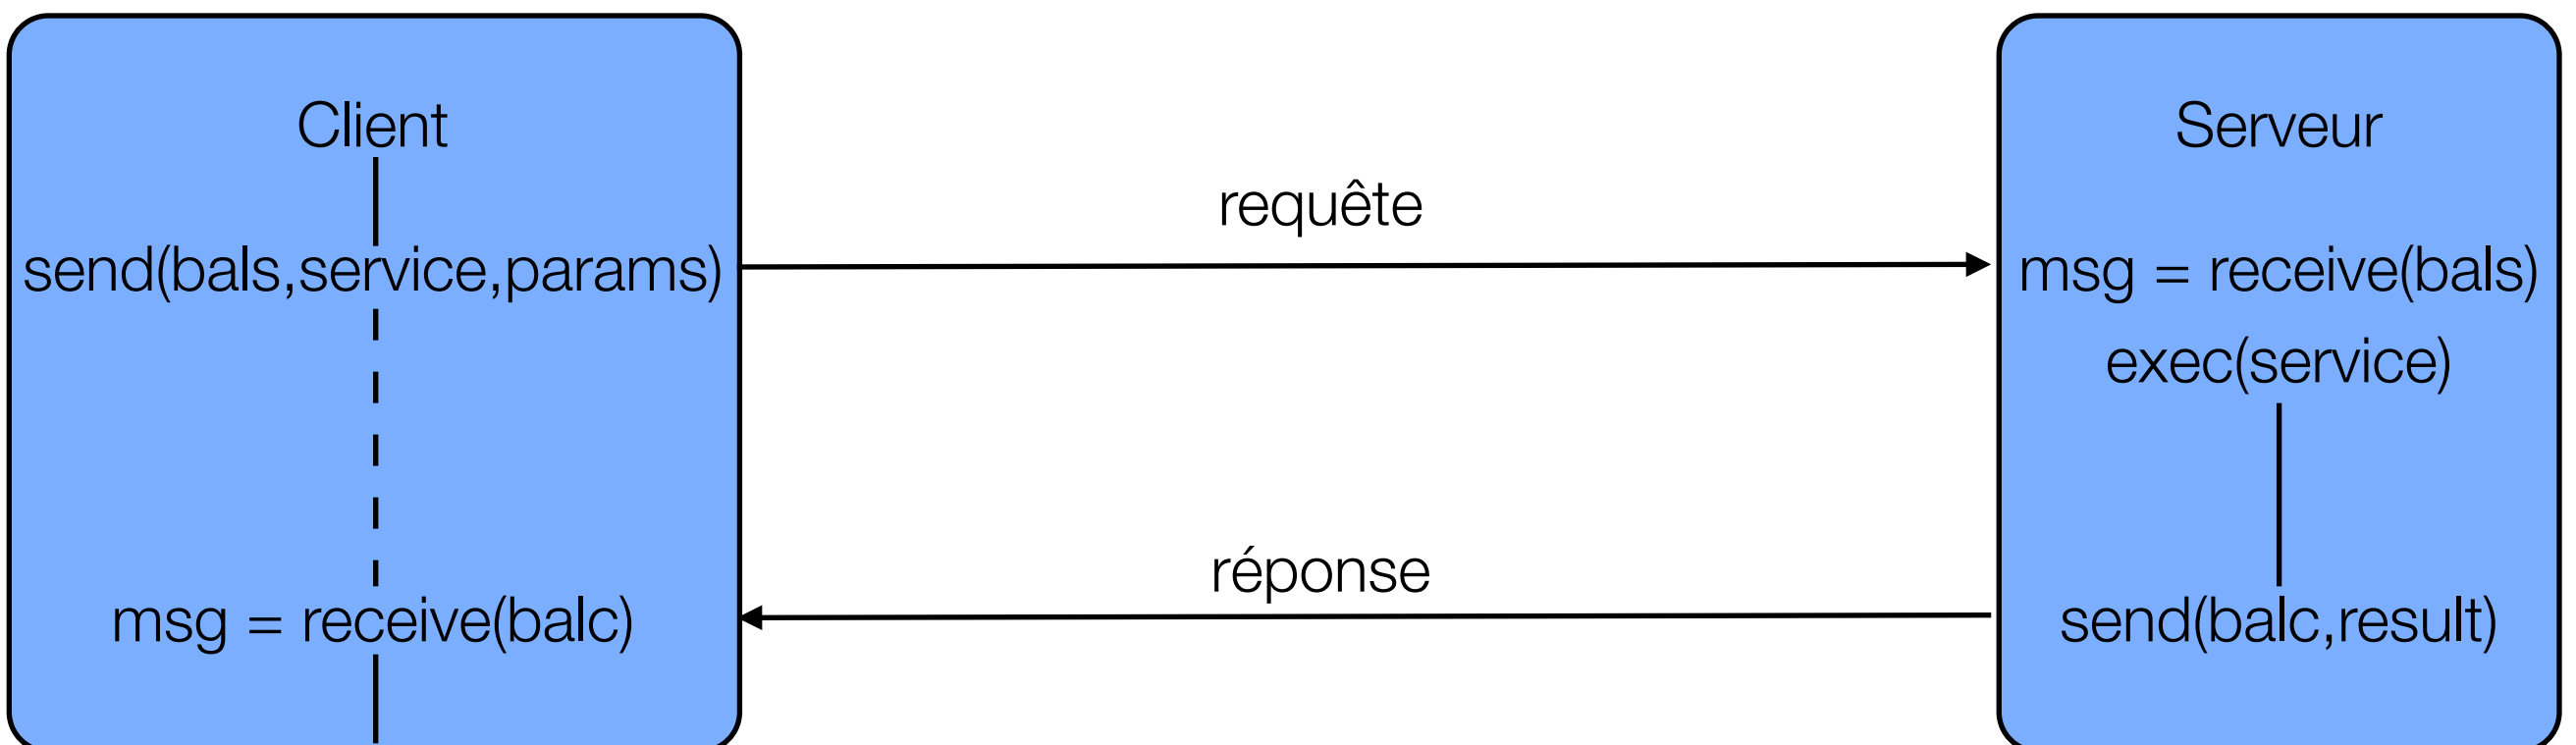 Client
send(bals,service,params)
msg = receive(balc)
requête
réponse
Serveur
msg = receive(bals)
exec(service)
send(balc,result)